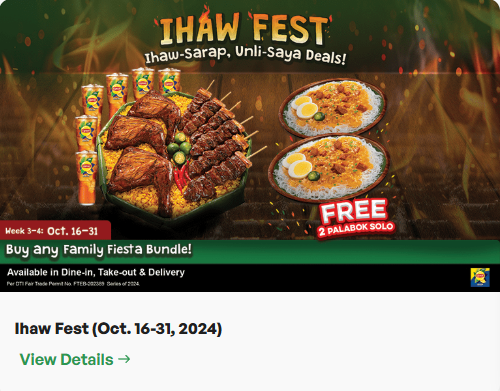 IHAW FEST
Ihaw-Sarap, Unli-Saya Deals!
FREE
2 PALABOK SOLO
Week 3-4: Oct. 16-31
Buy any Family Fiesta Bundle!
Available in Dine-in, Take-out & Delivery
Per DTI Fair Trade Permit No. FTEB-202359 Series of 2024
Ihaw Fest (Oct. 16-31, 2024)
View Details →